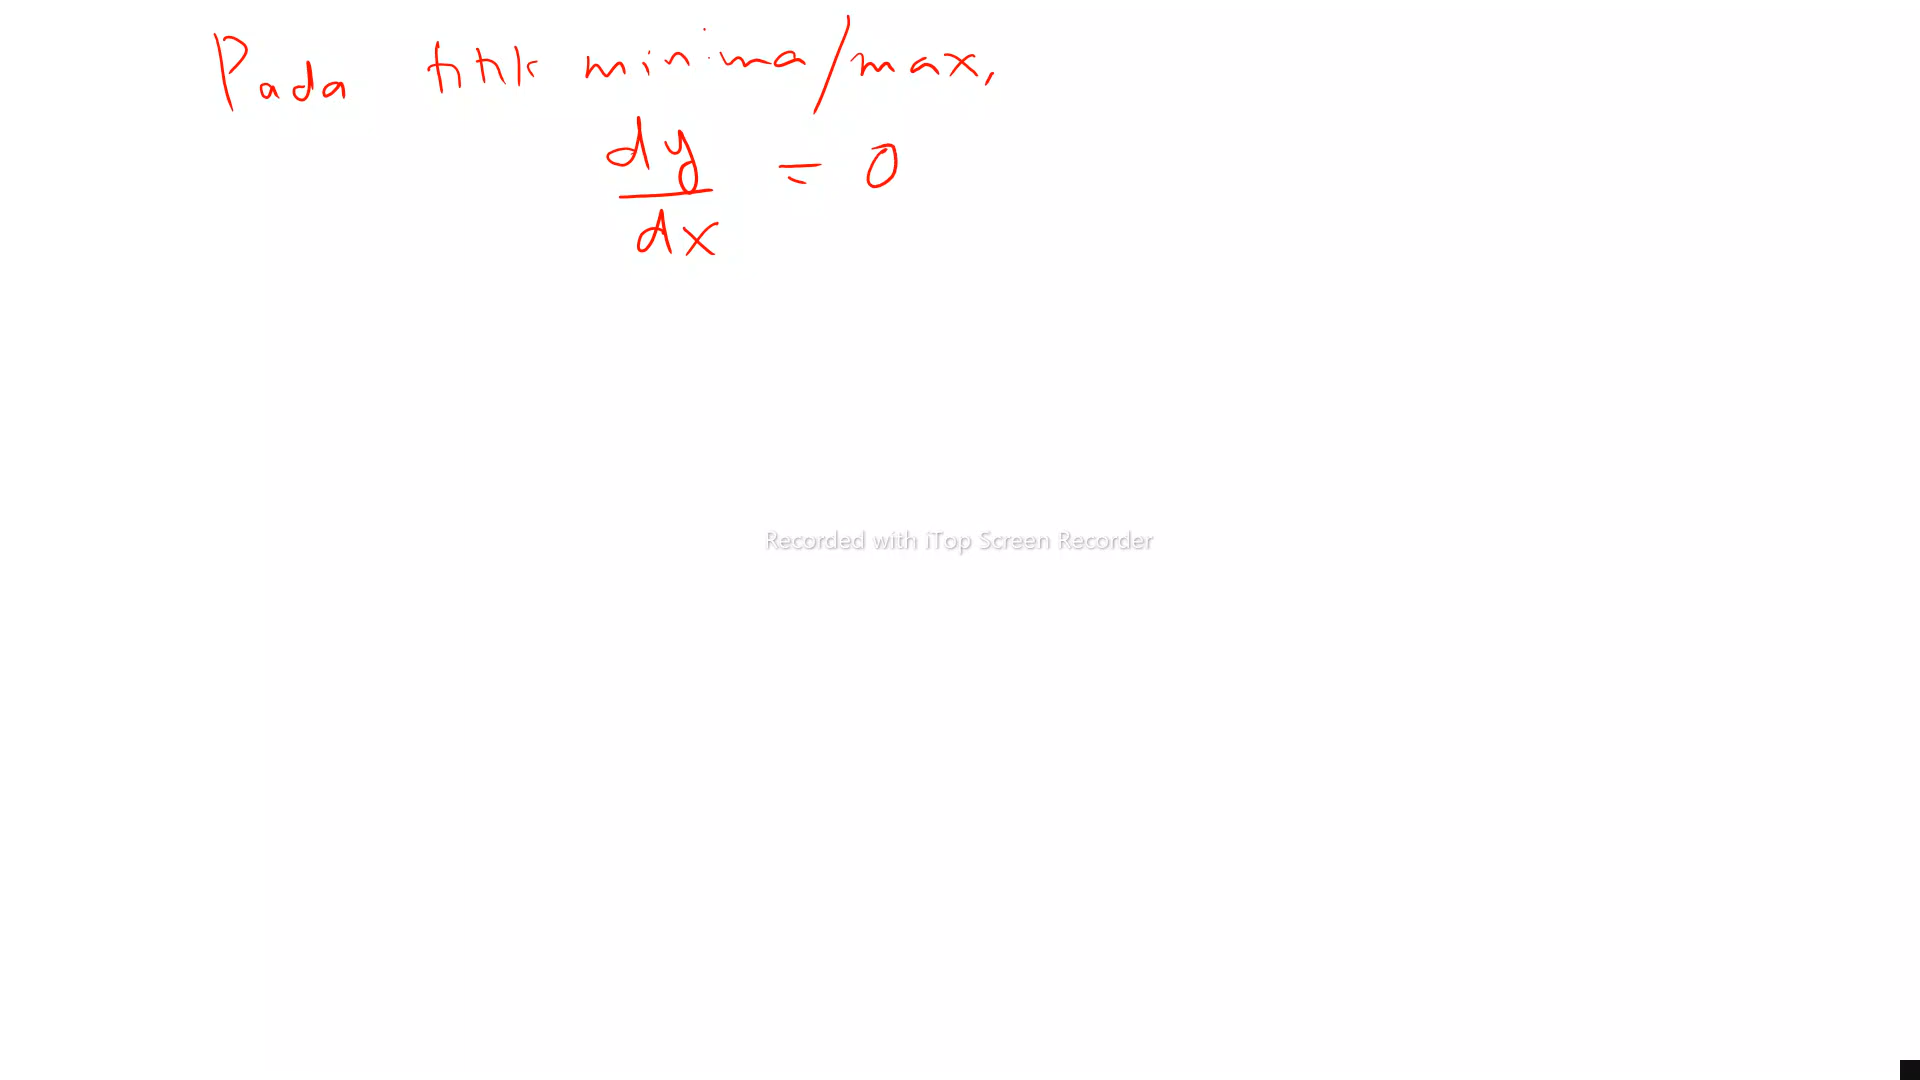 Pada titik minima/max,
dy/dx = 0
Recorded with iTop Screen Recorder